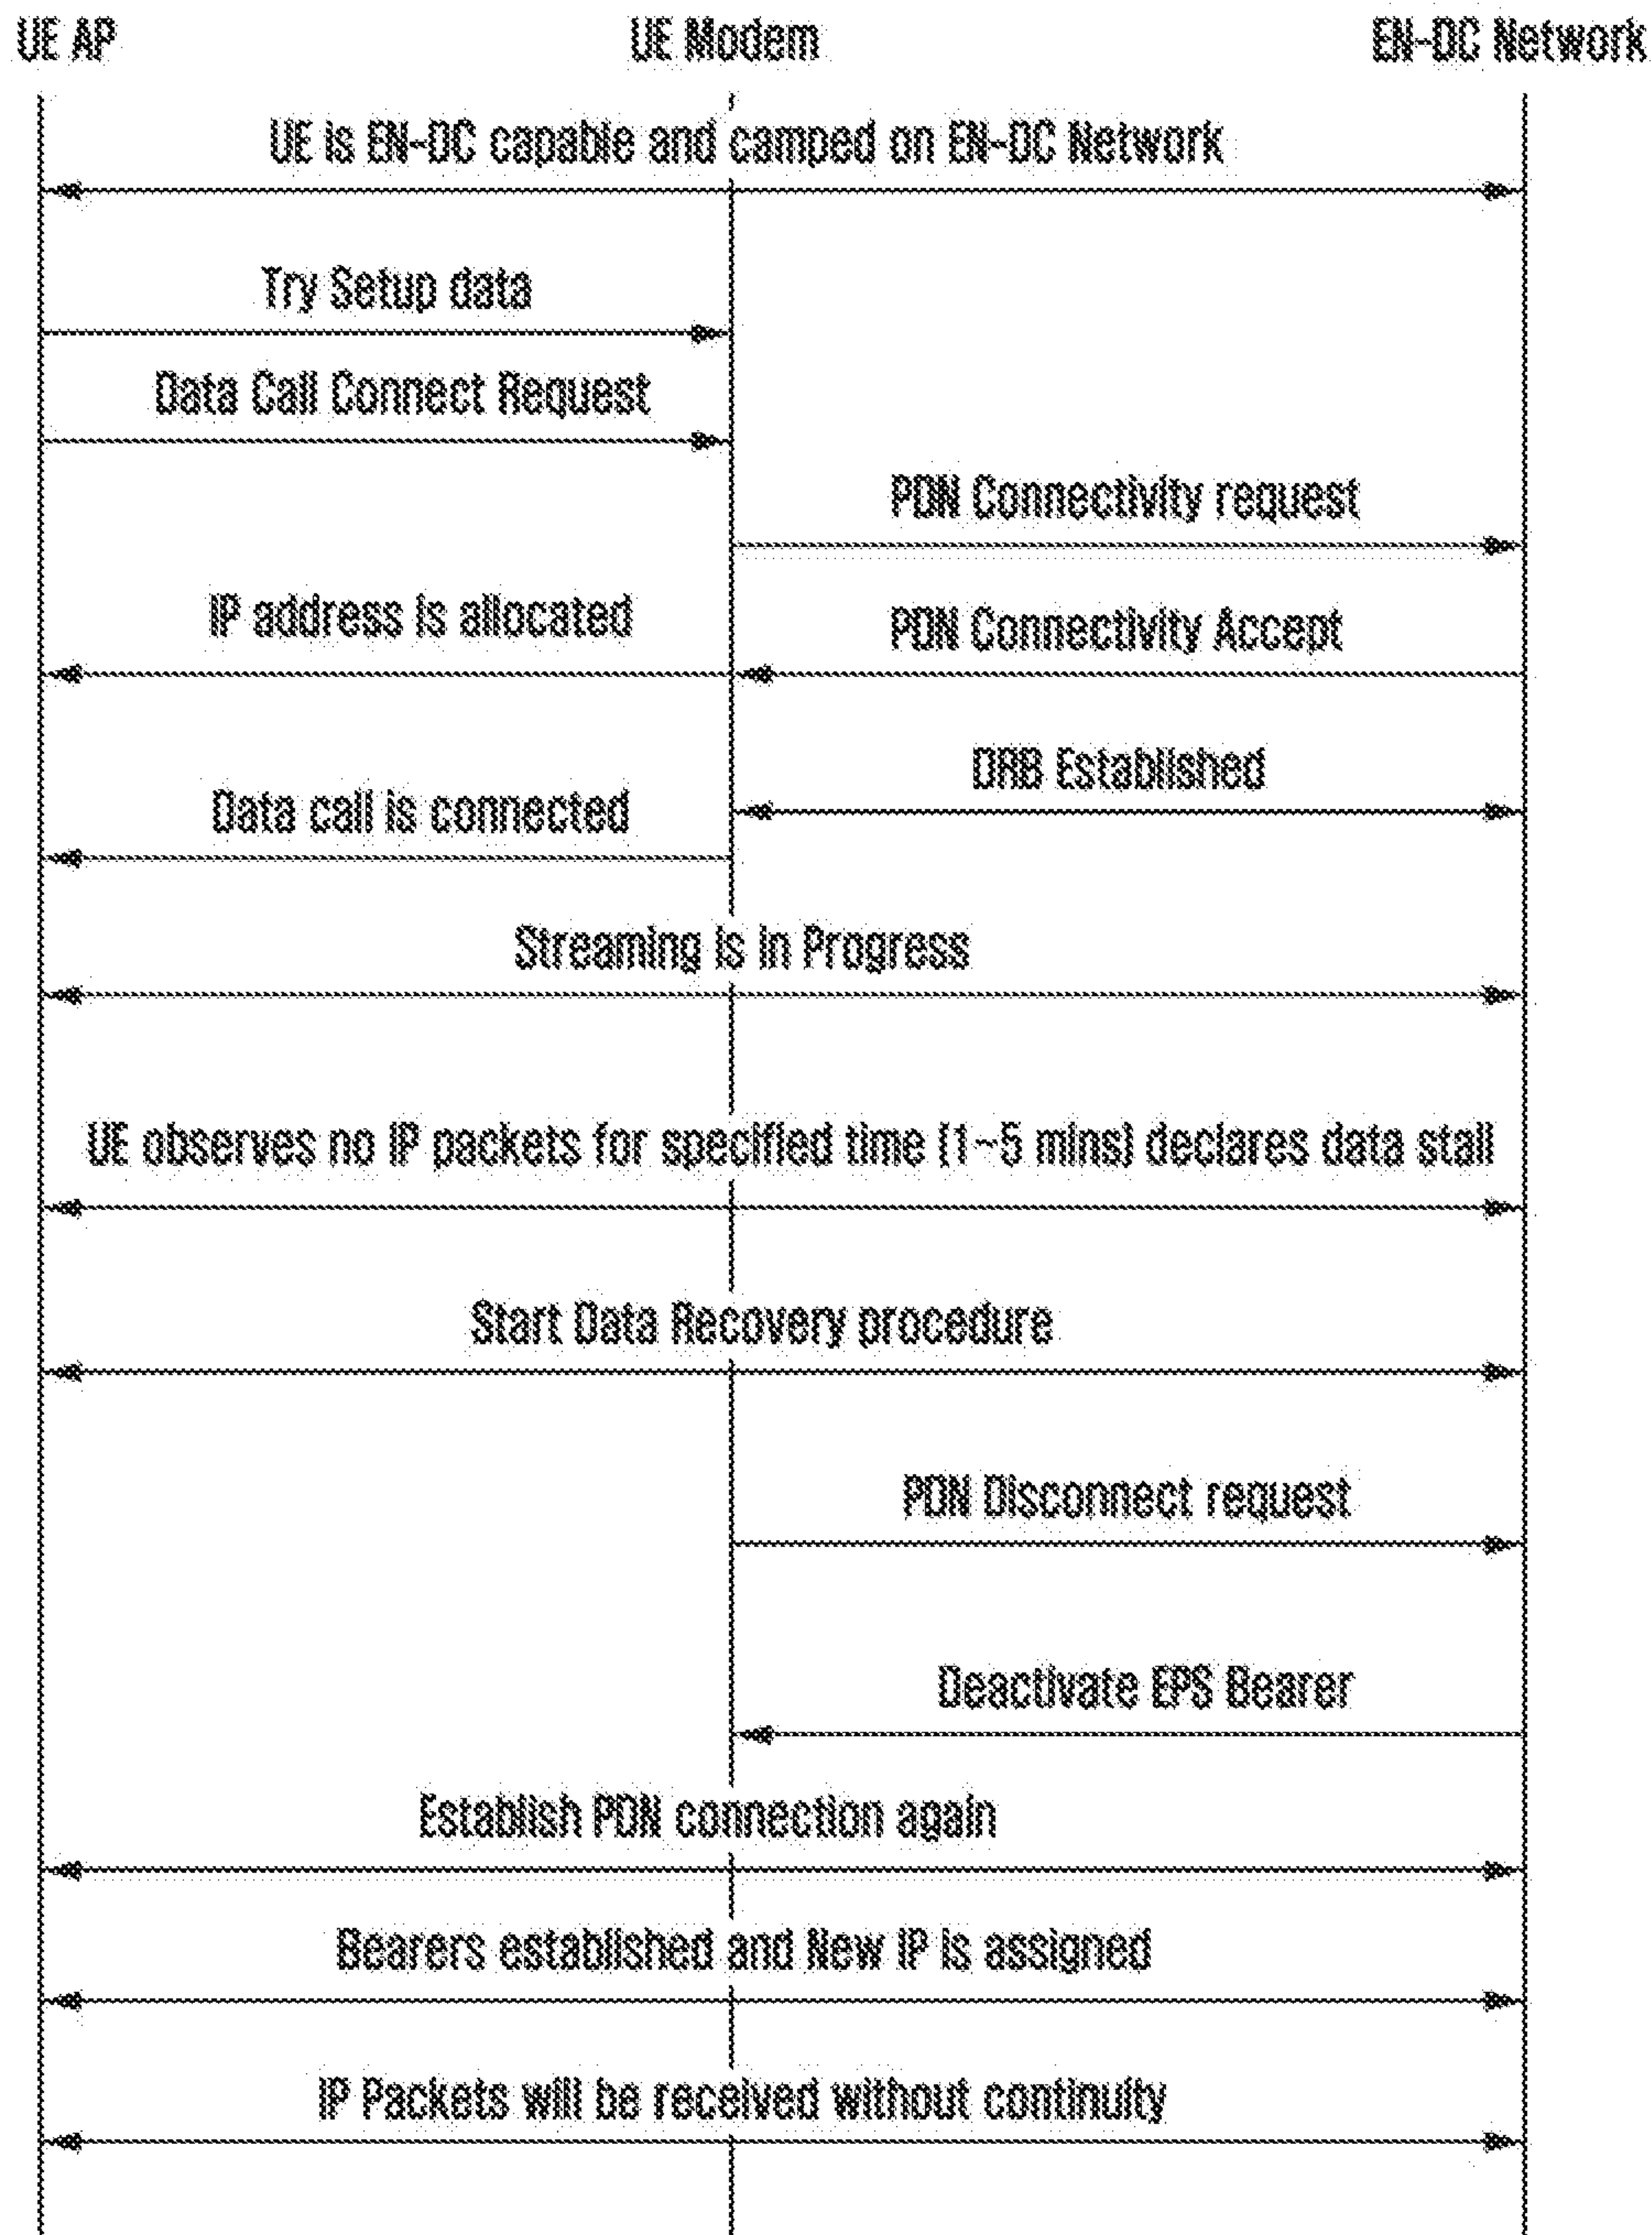 UE AP
UE Modem
EN-DC Network
UE is EN-DC capable and camped on EN-DC Network
Try Setup data
Data Call Connect Request
PDN Connectivity request
IP address is allocated
PDN Connectivity Accept
DRB Established
Data call is connected
Streaming is in Progress
UE observes no IP packets for specified time (1~5 mins) declares data stall
Start Data Recovery procedure
PDN Disconnect request
Deactivate EPS Bearer
Establish PDN connection again
Bearers established and New IP is assigned
IP Packets will be received without continuity